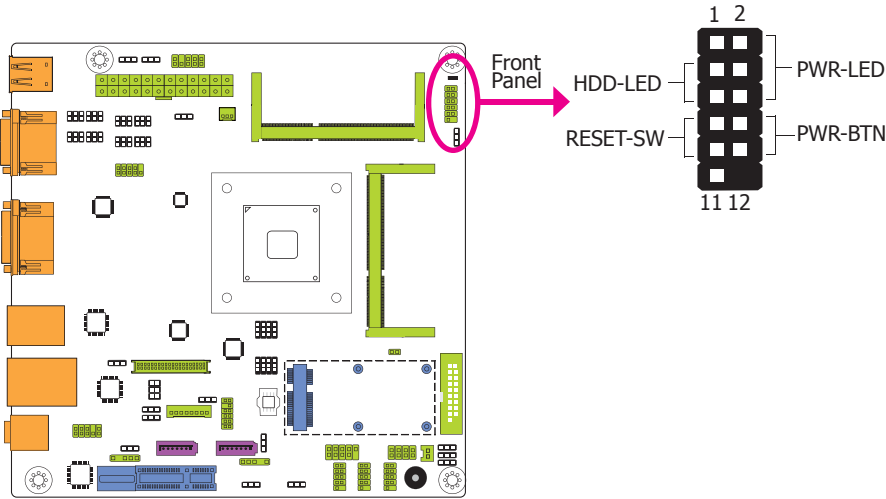 1 2
Front
Panel
HDD-LED
PWR-LED
RESET-SW
PWR-BTN
11 12